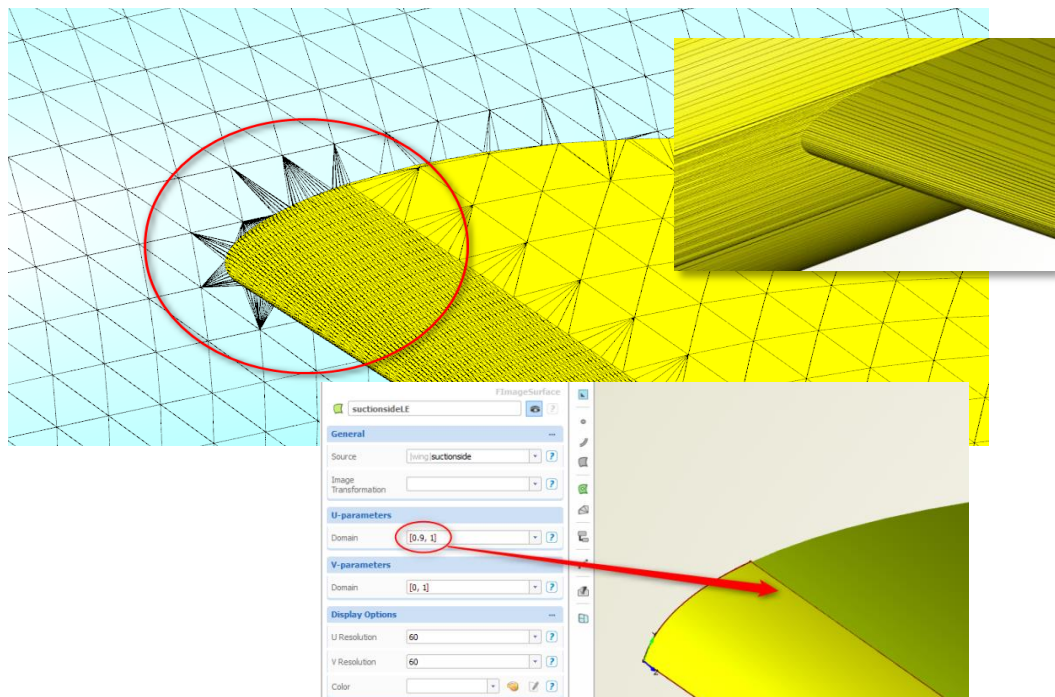 FImageSurface
suctionsideLE
General
Source |wing|suctionside
Image
Transformation
U-parameters
Domain [0.9, 1]
V-parameters
Domain [0, 1]
Display Options
U Resolution 60
V Resolution 60
Color